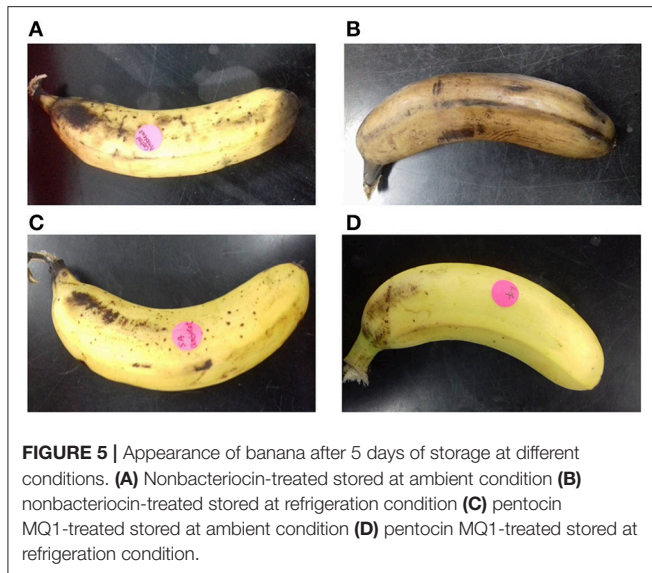 A
B
C
D
FIGURE 5 | Appearance of banana after 5 days of storage at different
conditions. (A) Nonbacteriocin-treated stored at ambient condition (B)
nonbacteriocin-treated stored at refrigeration condition (C) pentocin
MQ1-treated stored at ambient condition (D) pentocin MQ1-treated stored at
refrigeration condition.